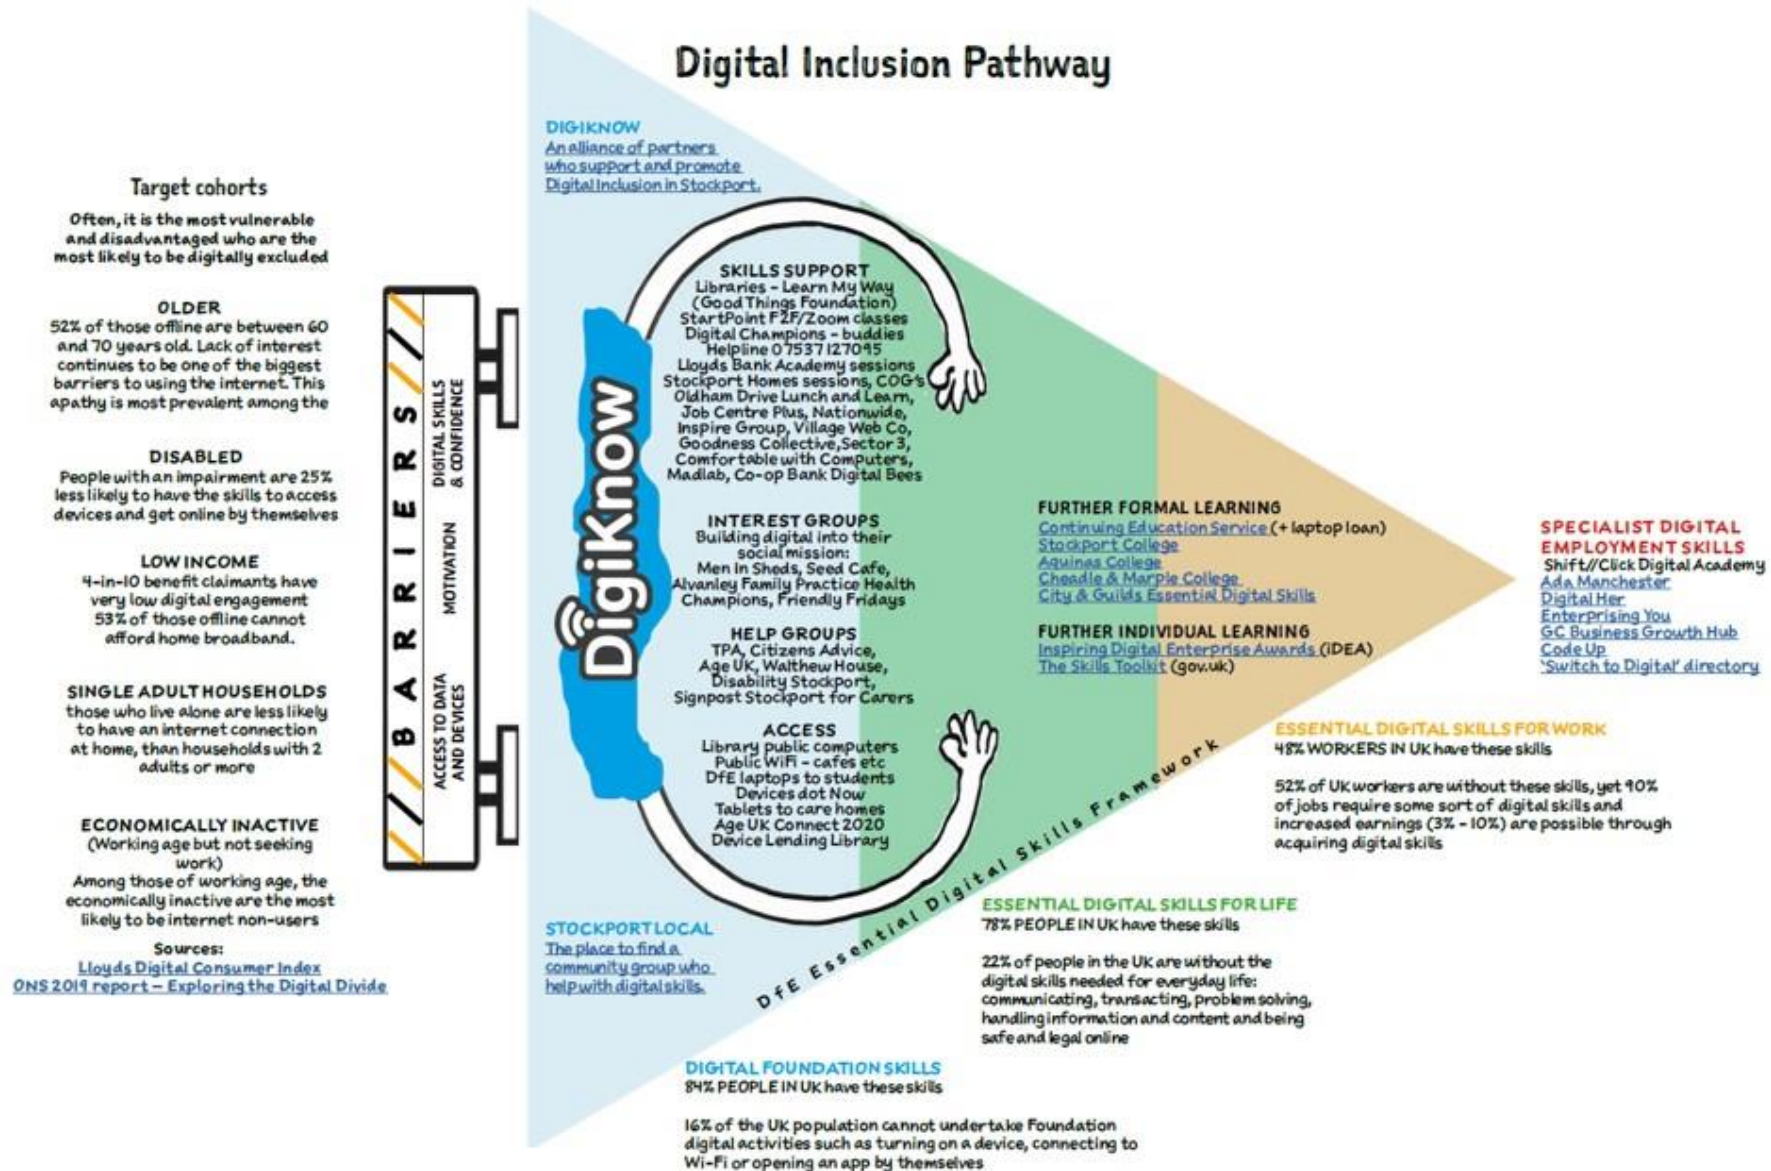 Digital Inclusion Pathway
Target cohorts
Often, it is the most vulnerable
and disadvantaged who are the
most likely to be digitally excluded
OLDER
52% of those offline are between 60
and 70 years old. Lack of interest
continues to be one of the biggest
barriers to using the internet. This
apathy is most prevalent among the
DISABLED
People with an impairment are 25%
less likely to have the skills to access
devices and get online by themselves
LOW INCOME
4-in-10 benefit claimants have
very low digital engagement
53% of those offline cannot
afford home broadband.
SINGLE ADULT HOUSEHOLDS
those who live alone are less likely
to have an internet connection
at home, than households with 2
adults or more
ECONOMICALLY INACTIVE
(Working age but not seeking
work)
Among those of working age, the
economically inactive are the most
likely to be internet non-users
Sources:
Lloyds Digital Consumer Index
ONS 2019 report – Exploring the Digital Divide
BARRIERS
DIGITAL SKILLS
& CONFIDENCE
MOTIVATION
ACCESS TO DATA
AND DEVICES
DIGIKNOW
An alliance of partners
who support and promote
Digital Inclusion in Stockport.
DigiKnow
SKILLS SUPPORT
Libraries - Learn My Way
(Good Things Foundation)
StartPoint F2F/Zoom classes
Digital Champions - buddies
Helpline 07537 127095
Lloyds Bank Academy sessions
Stockport Homes sessions, COG's
Oldham Drive Lunch and Learn,
Job Centre Plus, Nationwide,
Inspire Group, Village Web Co,
Goodness Collective, Sector 3,
Comfortable with Computers,
Madlab, Co-op Bank Digital Bees
INTEREST GROUPS
Building digital into their
social mission:
Men In Sheds, Seed Cafe,
Alvanley Family Practice Health
Champions, Friendly Fridays
HELP GROUPS
TPA, Citizens Advice,
Age UK, Walthew House,
Disability Stockport,
Signpost Stockport for Carers
ACCESS
Library public computers
Public WiFi - cafes etc
DfE laptops to students
Devices dot Now
Tablets to care homes
Age UK Connect 2020
Device Lending Library
STOCKPORT LOCAL
The place to find a
community group who
help with digital skills.
FURTHER FORMAL LEARNING
Continuing Education Service (+ laptop loan)
Stockport College
Aquinas College
Cheadle & Marple College
City & Guilds Essential Digital Skills
FURTHER INDIVIDUAL LEARNING
Inspiring Digital Enterprise Awards (iDEA)
The Skills Toolkit (gov.uk)
SPECIALIST DIGITAL
EMPLOYMENT SKILLS
Shift//Click Digital Academy
Ada Manchester
Digital Her
Enterprising You
GC Business Growth Hub
Code Up
'Switch to Digital' directory
DfE Essential Digital Skills Framework
ESSENTIAL DIGITAL SKILLS FOR WORK
48% WORKERS IN UK have these skills
52% of UK workers are without these skills, yet 90%
of jobs require some sort of digital skills and
increased earnings (3% - 10%) are possible through
acquiring digital skills
ESSENTIAL DIGITAL SKILLS FOR LIFE
78% PEOPLE IN UK have these skills
22% of people in the UK are without the
digital skills needed for everyday life:
communicating, transacting, problem solving,
handling information and content and being
safe and legal online
DIGITAL FOUNDATION SKILLS
84% PEOPLE IN UK have these skills
16% of the UK population cannot undertake Foundation
digital activities such as turning on a device, connecting to
Wi-Fi or opening an app by themselves